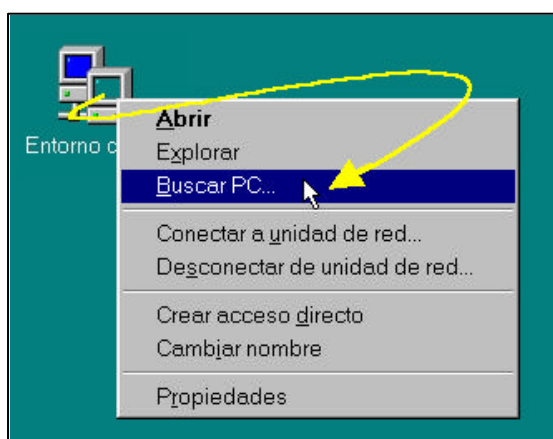 Entorno
Abrir
Explorar
Buscar PC...
Conectar a unidad de red...
Desconectar de unidad de red...
Crear acceso directo
Cambiar nombre
Propiedades